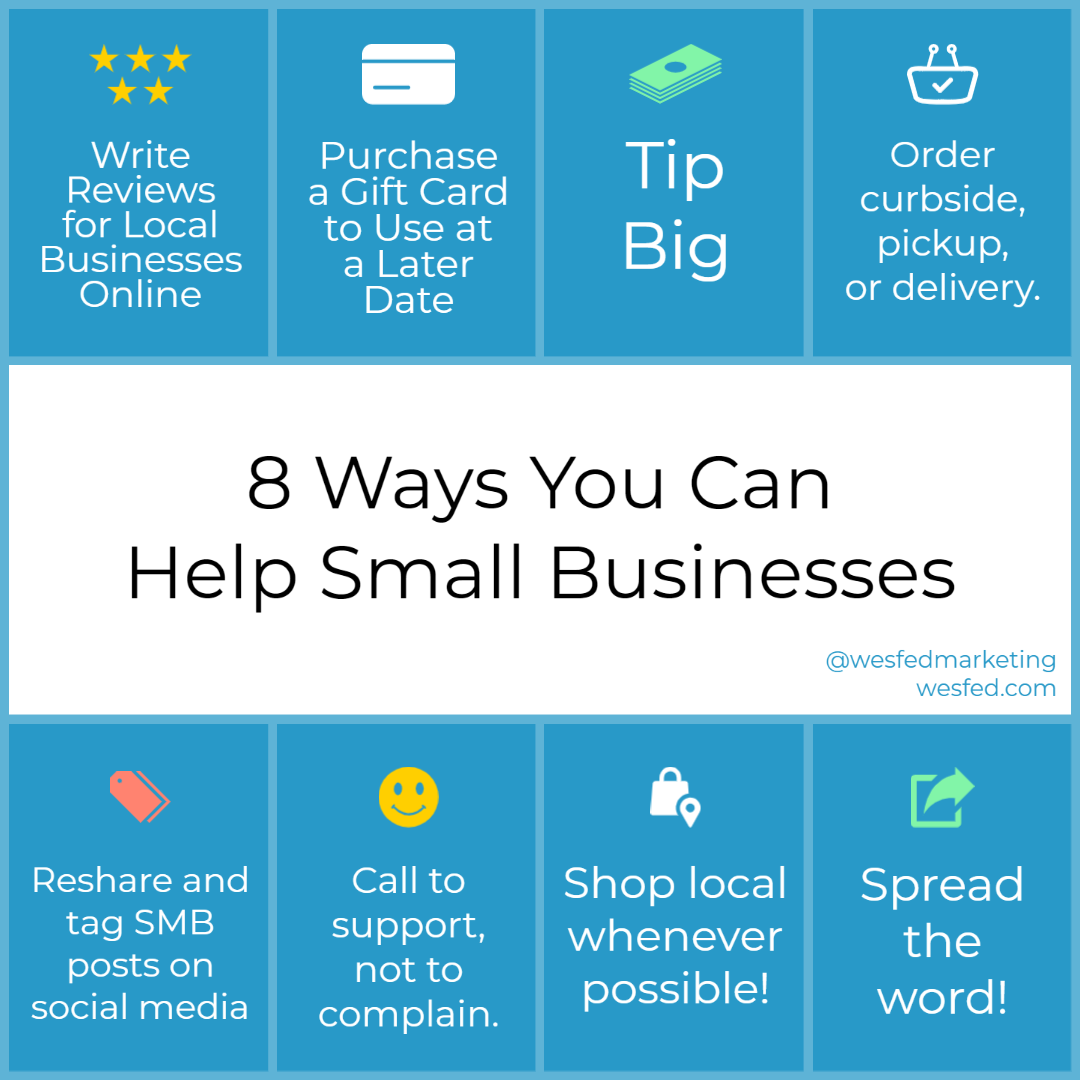 Write
Reviews
for Local
Businesses
Online
Purchase
a Gift Card
to Use at
a Later
Date
Tip
Big
Order
curbside,
pickup,
or delivery.
8 Ways You Can
Help Small Businesses
@wesfedmarketing
wesfed.com
Reshare and
tag SMB
posts on
social media
Call to
support,
not to
complain.
Shop local
whenever
possible!
Spread
the
word!